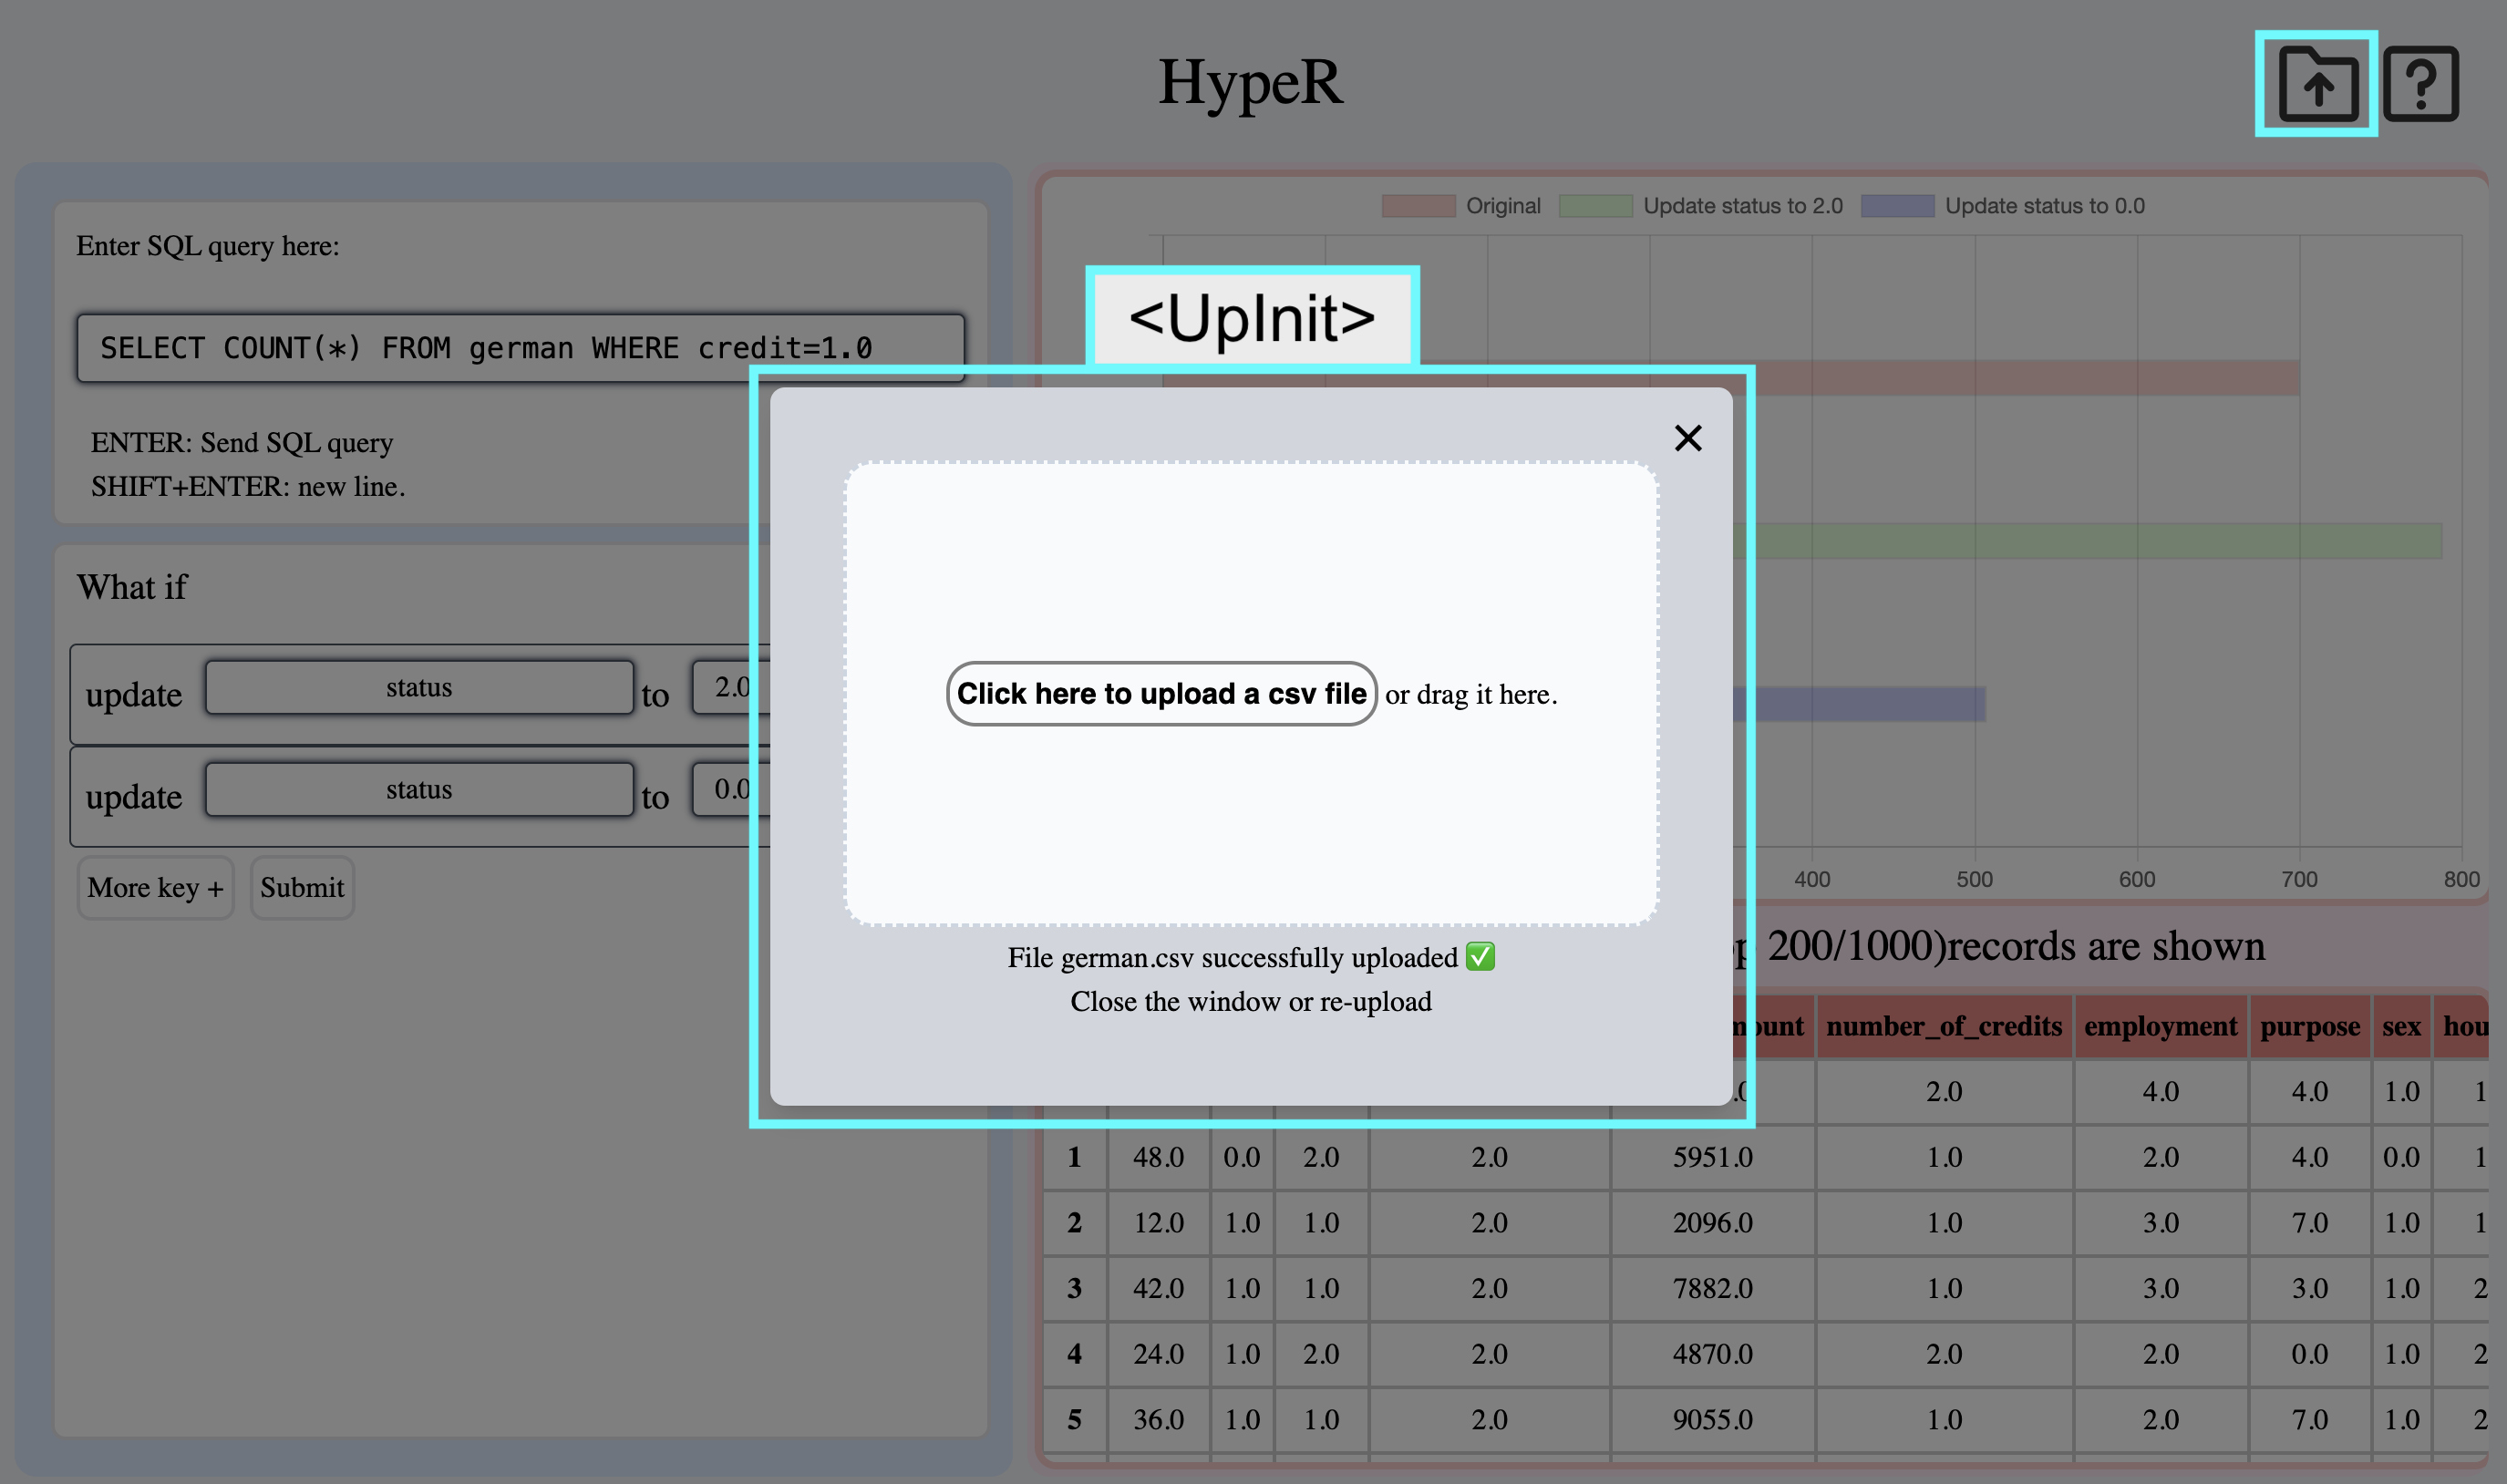 HypeR
Enter SQL query here:
SELECT COUNT(*) FROM german WHERE credit=1.0
ENTER: Send SQL query
SHIFT+ENTER: new line.
What if
update status to 2.0
update status to 0.0
More key + Submit
Original Update status to 2.0 Update status to 0.0
<UpInit>
Click here to upload a csv file or drag it here.
File german.csv successfully uploaded ✅
Close the window or re-upload
400 500 600 700 800
200/1000)records are shown
number_of_credits employment purpose sex
2.0 4.0 4.0 1.0 1
1 48.0 0.0 2.0 2.0 5951.0 1.0 2.0 4.0 0.0 1
2 12.0 1.0 1.0 2.0 2096.0 1.0 3.0 7.0 1.0 1
3 42.0 1.0 1.0 2.0 7882.0 1.0 3.0 3.0 1.0 2
4 24.0 1.0 2.0 2.0 4870.0 2.0 2.0 0.0 1.0 2
5 36.0 1.0 1.0 2.0 9055.0 1.0 2.0 7.0 1.0 2